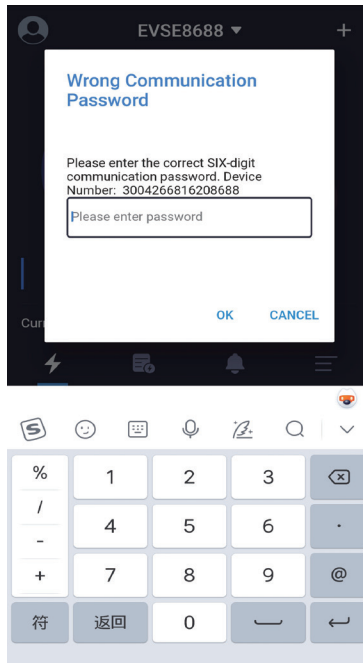 EVSE8688 ▼ +
Wrong Communication
Password
Please enter the correct SIX-digit
communication password. Device
Number: 3004266816208688
Please enter password
OK CANCEL
Curr
% 1 2 3
/
4 5 6 .
-
+ 7 8 9 @
符 返回 0